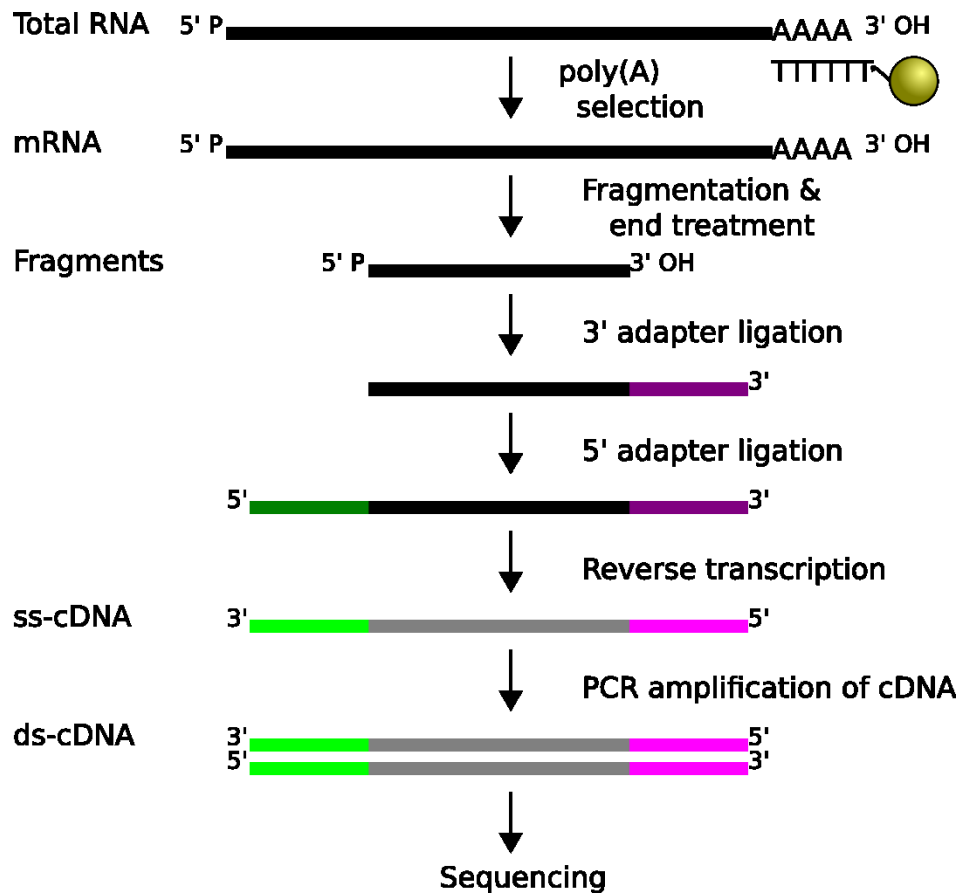 Total RNA 5' P AAAA 3' OH
TTTTTT
poly(A)
selection
mRNA 5' P AAAA 3' OH
Fragmentation &
end treatment
Fragments 5' P 3' OH
3' adapter ligation
3'
5' adapter ligation
5' 3'
Reverse transcription
ss-cDNA 3' 5'
PCR amplification of cDNA
ds-cDNA 3' 5'
5' 3'
Sequencing